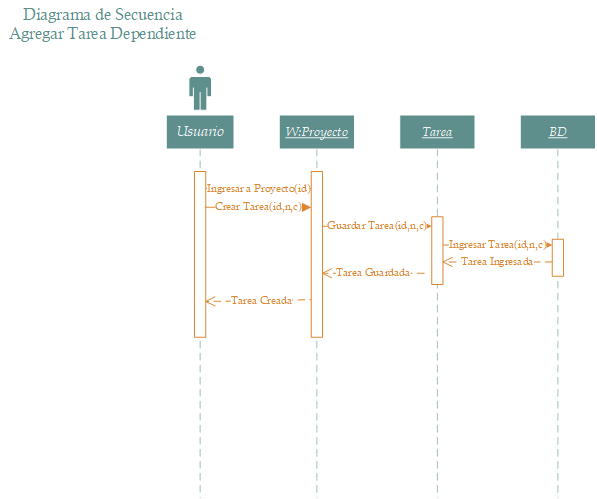 Diagrama de Secuencia
Agregar Tarea Dependiente
Usuario
W:Proyecto
Tarea
BD
Ingresar a Proyecto(id)
Crear Tarea(id,n,c)
Guardar Tarea(id,n,c)
Ingresar Tarea(id,n,c)
Tarea Ingresada
Tarea Guardada
Tarea Creada